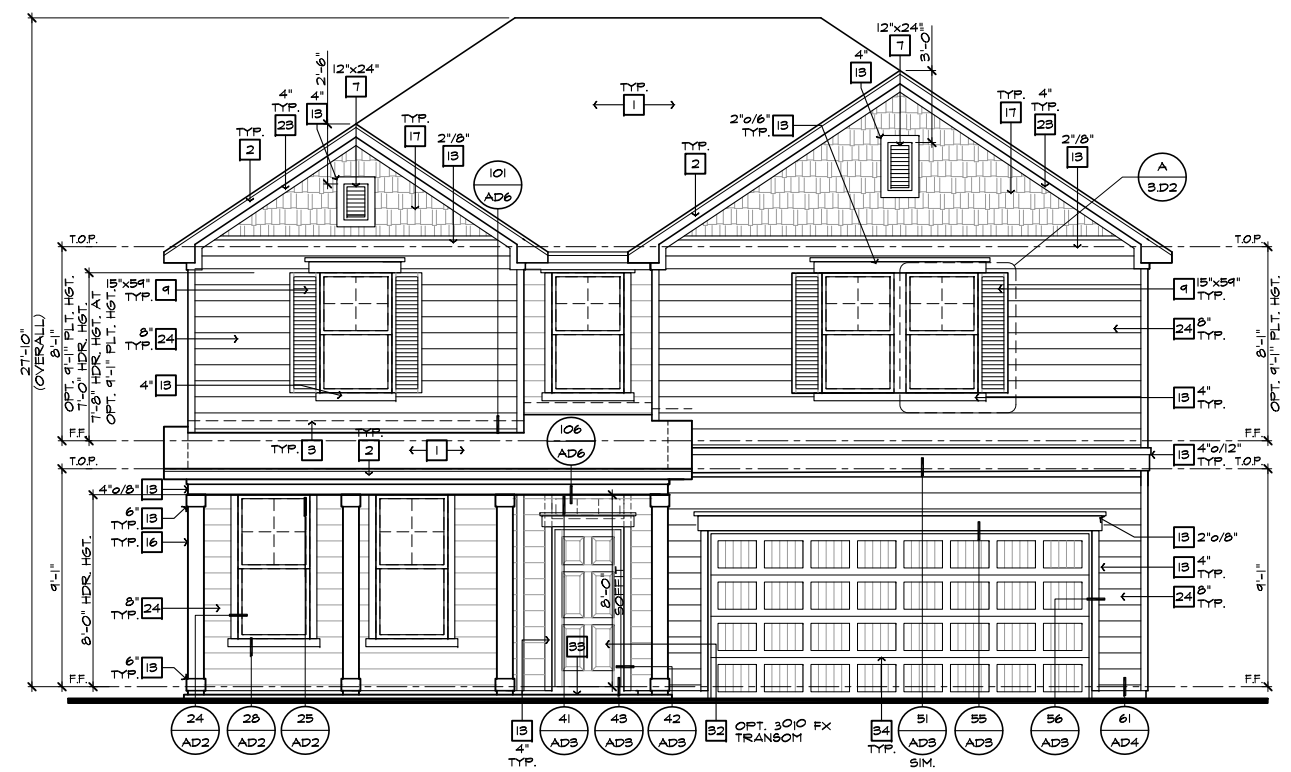 12"x24"
7
3'-0"
4"
13
12"x24"
7
2'-6"
4"
13
4"
TYP.
23
TYP.
2
TYP.
17
2"/8"
13
101
AD6
TYP.
1
2"o/6"
TYP.
13
TYP.
2
TYP.
17
4"
TYP.
23
2"/8"
13
A
3.D2
T.O.P.
T.O.P.
27'-10"
(OVERALL)
8'-1"
OPT. 9'-1" PLT. HGT.
7'-0" HDR. HGT.
7'-8" HDR. HGT. AT
OPT. 9'-1" PLT. HGT.
15"x59"
TYP.
9
8"
TYP.
24
4"
13
9
15"x59"
TYP.
24
8"
TYP.
13
4"
TYP.
8'-1"
OPT. 9'-1" PLT. HGT.
F.F.
F.F.
TYP.
3
TYP.
2
1
106
AD6
13
4"o/12"
TYP.
T.O.P.
T.O.P.
4"o/8"
13
6"
TYP.
13
TYP.
16
8"
TYP.
24
6"
TYP.
13
9'-1"
8'-0" HDR. HGT.
8'-0"
SOFFIT
33
13
2"o/8"
13
4"
TYP.
24
8"
TYP.
9'-1"
F.F.
F.F.
24
AD2
28
AD2
25
AD2
13
4"
TYP.
41
AD3
43
AD3
42
AD3
32
OPT. 3010 FX
TRANSOM
34
TYP.
51
AD3
SIM.
55
AD3
56
AD3
61
AD4